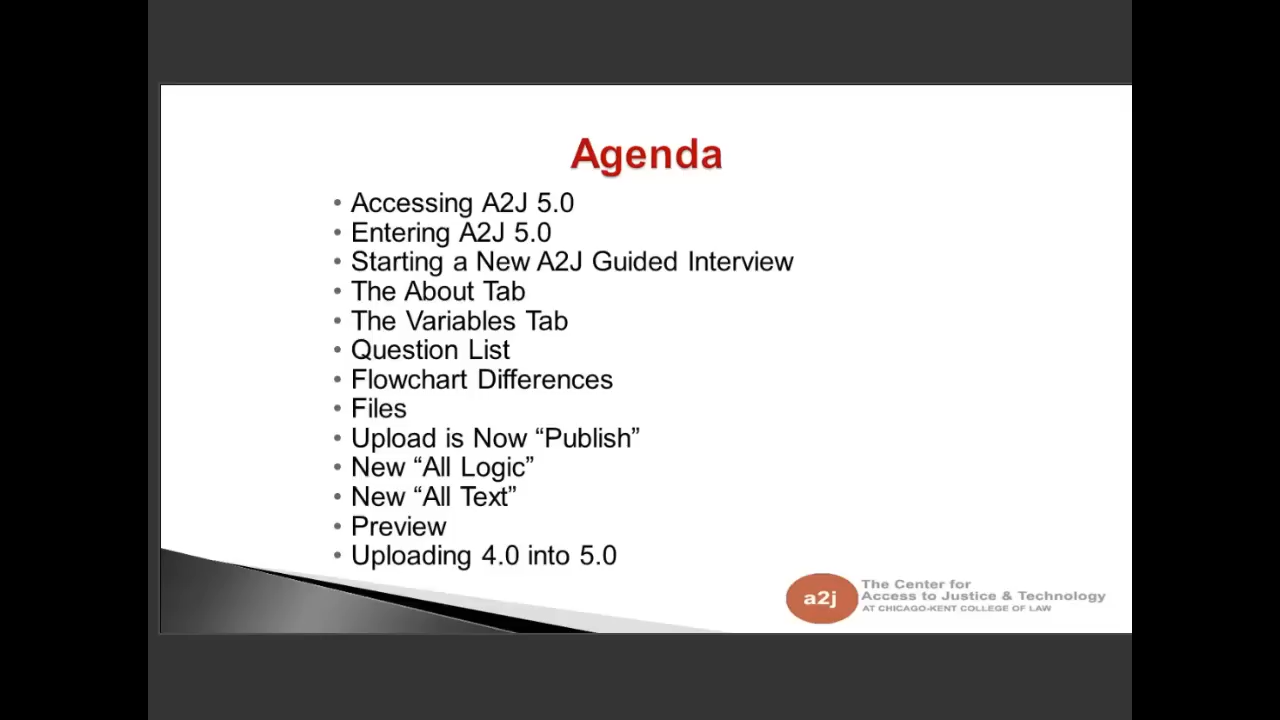 Agenda
• Accessing A2J 5.0
• Entering A2J 5.0
• Starting a New A2J Guided Interview
• The About Tab
• The Variables Tab
• Question List
• Flowchart Differences
• Files
• Upload is Now “Publish”
• New “All Logic”
• New “All Text”
• Preview
• Uploading 4.0 into 5.0
a2j
The Center for
Access to Justice & Technology
AT CHICAGO-KENT COLLEGE OF LAW